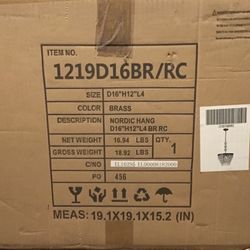 ITEM NO.
1219D16BR/RC
SIZE D16"H12"L4
COLOR BRASS
DESCRIPTION NORDIC HANG
D16"H12"L4 BR RC
NET WEIGHT 16.94 LBS QTY.
GROSS WEIGHT 18.92 LBS 1
C/NO
PO 456
MEAS: 19.1X19.1X15.2 (IN)